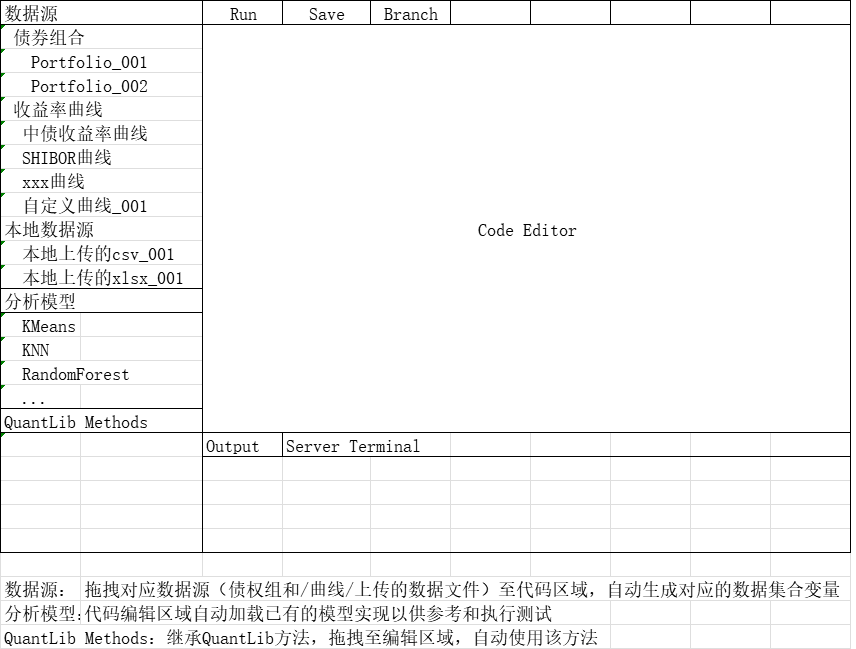 数据源
Run Save Branch
债券组合
Portfolio_001
Portfolio_002
收益率曲线
中债收益率曲线
SHIBOR曲线
xxx曲线
自定义曲线_001
本地数据源
本地上传的csv_001
本地上传的xlsx_001
分析模型
KMeans
KNN
RandomForest
...
QuantLib Methods
Code Editor
Output Server Terminal
数据源： 拖拽对应数据源（债权组和/曲线/上传的数据文件）至代码区域，自动生成对应的数据集合变量
分析模型:代码编辑区域自动加载已有的模型实现以供参考和执行测试
QuantLib Methods: 继承QuantLib方法，拖拽至编辑区域，自动使用该方法